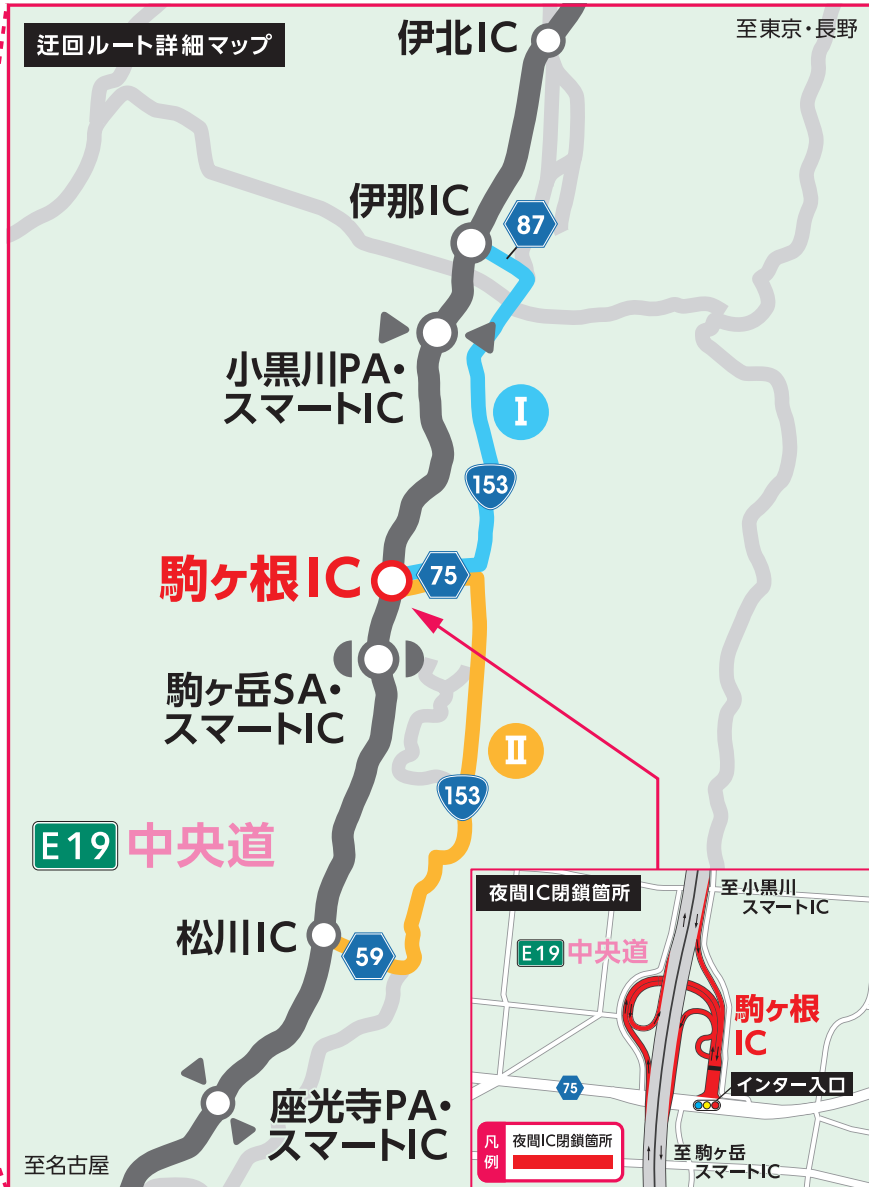 迂回ルート詳細マップ
伊北IC
至東京・長野
伊那IC
87
小黒川PA・
スマートIC
I
153
駒ヶ根IC
75
駒ヶ岳SA・
スマートIC
II
153
E19 中央道
松川IC
59
座光寺PA・
スマートIC
至名古屋
夜間IC閉鎖箇所
至 小黒川
スマートIC
E19 中央道
駒ヶ根
IC
75
インター入口
凡例
夜間IC閉鎖箇所
至 駒ヶ岳
スマートIC